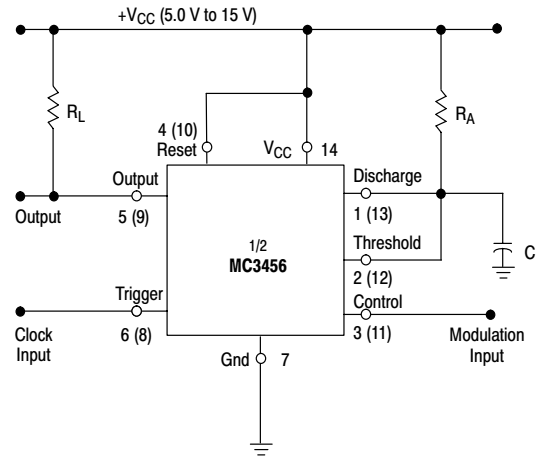 +VCC (5.0 V to 15 V)
RL
RA
4 (10)
Reset
VCC
14
Output
5 (9)
Output
Discharge
1 (13)
1/2
MC3456
Threshold
2 (12)
C
Trigger
6 (8)
Clock
Input
Control
3 (11)
Modulation
Input
Gnd
7